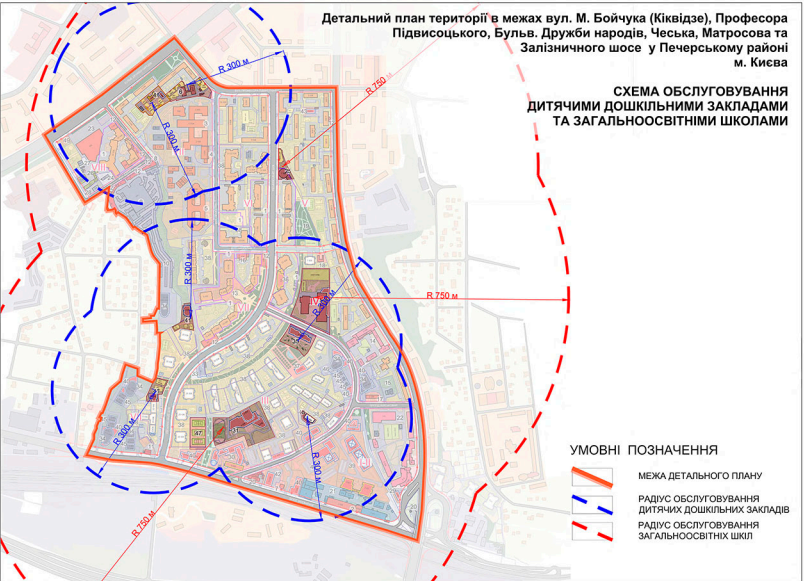 Детальний план території в межах вул. М. Бойчука (Кіквідзе), Професора
Підвисоцького, Бульв. Дружби народів, Чеська, Матросова та
Залізничного шосе у Печерському районі
м. Києва
СХЕМА ОБСЛУГОВУВАННЯ
ДИТЯЧИМИ ДОШКІЛЬНИМИ ЗАКЛАДАМИ
ТА ЗАГАЛЬНООСВІТНІМИ ШКОЛАМИ
R 300 м
R 750 м
R 300 м
R 300 м
R 300 м
R 750 м
R 300 м
R 300 м
R 750 м
УМОВНІ ПОЗНАЧЕННЯ
МЕЖА ДЕТАЛЬНОГО ПЛАНУ
РАДІУС ОБСЛУГОВУВАННЯ
ДИТЯЧИХ ДОШКІЛЬНИХ ЗАКЛАДІВ
РАДІУС ОБСЛУГОВУВАННЯ
ЗАГАЛЬНООСВІТНІХ ШКІЛ